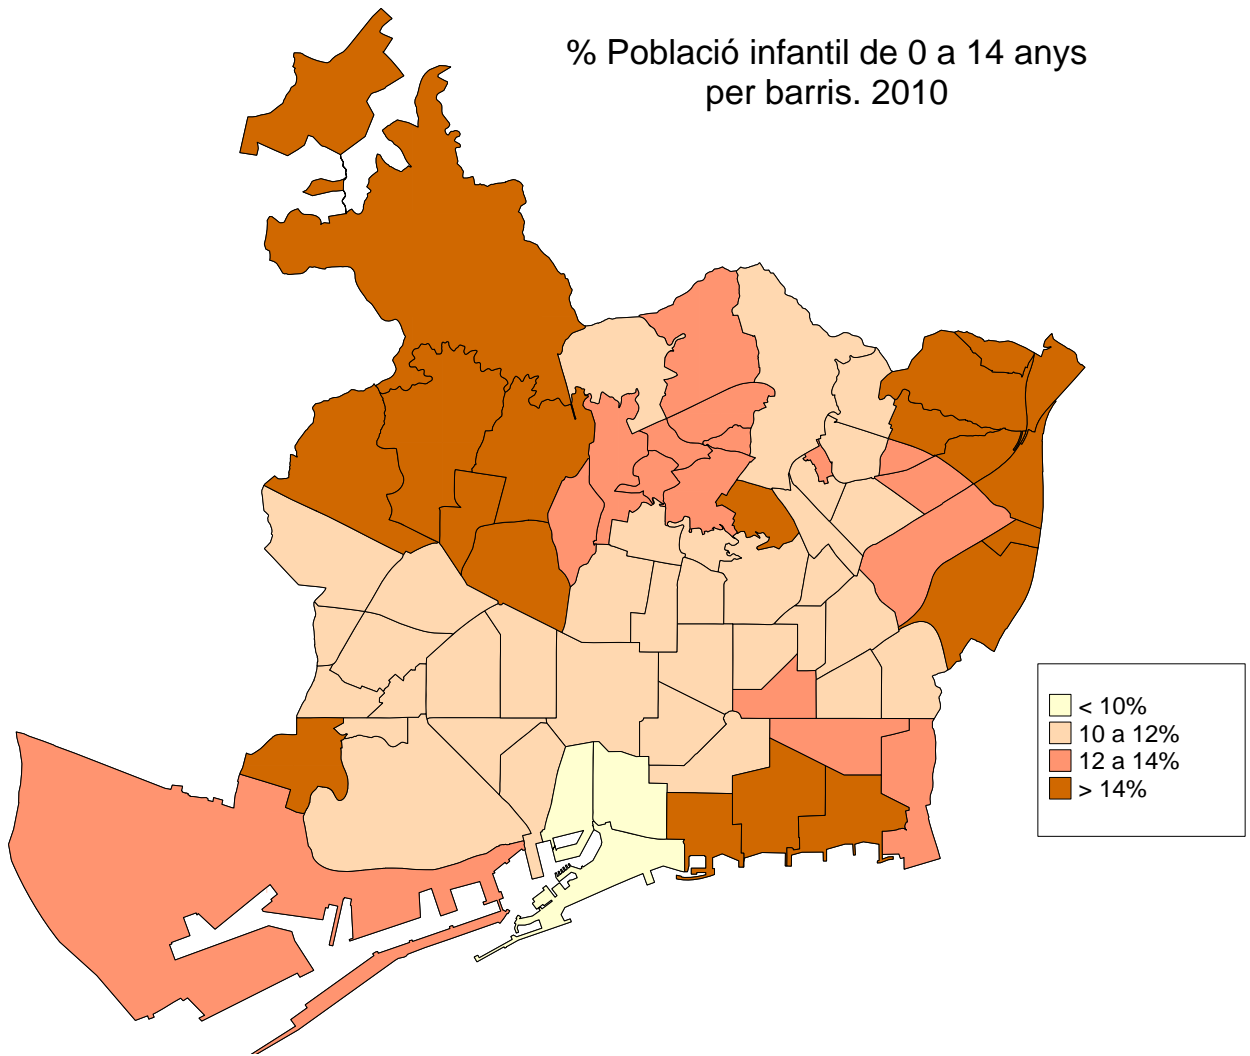 % Població infantil de 0 a 14 anys
per barris. 2010
< 10%
10 a 12%
12 a 14%
> 14%